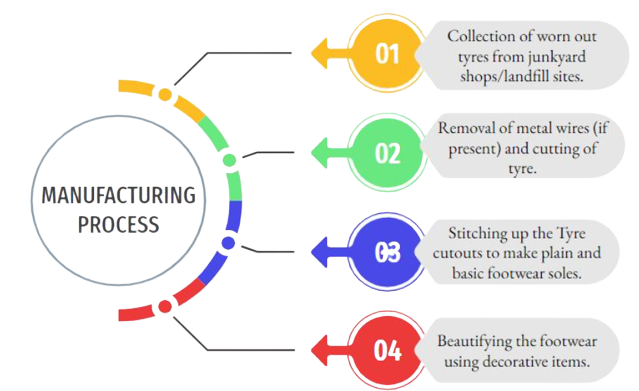 MANUFACTURING
PROCESS
01
Collection of worn out
tyres from junkyard
shops/landfill sites.
02
Removal of metal wires (if
present) and cutting of
tyre.
03
Stitching up the Tyre
cutouts to make plain and
basic footwear soles.
04
Beautifying the footwear
using decorative items.